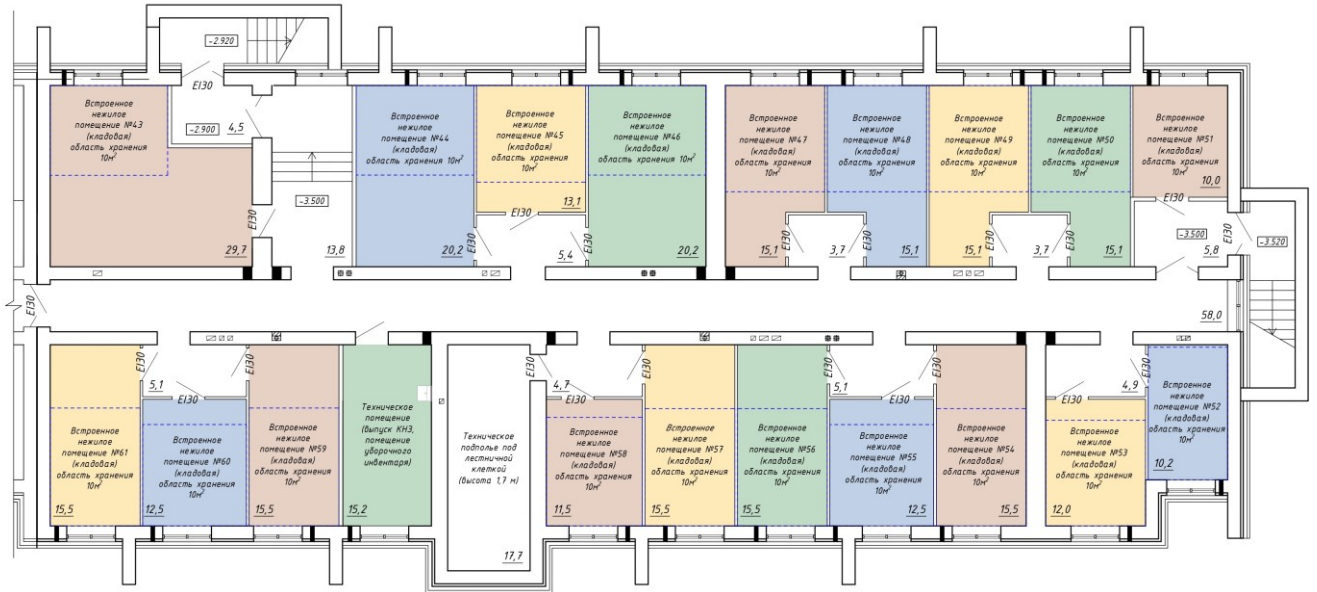 -2.920
EI30
Встроенное
нежилое
помещение №43
(кладовая)
область хранения
10м²
29,7
-2.900
4,5
EI30
-3.500
13,8
Встроенное
нежилое
помещение №44
(кладовая)
область хранения
10м²
20,2
Встроенное
нежилое
помещение №45
(кладовая)
область хранения
10м²
13,1
EI30
EI30
EI30
5,4
Встроенное
нежилое
помещение №46
(кладовая)
область хранения 10м²
20,2
Встроенное
нежилое
помещение №47
(кладовая)
область хранения
10м²
15,1
EI30
3,7
EI30
Встроенное
нежилое
помещение №48
(кладовая)
область хранения
10м²
15,1
Встроенное
нежилое
помещение №49
(кладовая)
область хранения
10м²
15,1
EI30
3,7
EI30
Встроенное
нежилое
помещение №50
(кладовая)
область хранения
10м²
15,1
Встроенное
нежилое
помещение №51
(кладовая)
область хранения
10м²
10,0
EI30
-3.500
5,8
EI30
-3.520
EI30
58,0
Встроенное
нежилое
помещение №61
(кладовая)
область хранения
10м²
15,5
EI30
5,1
EI30
EI30
Встроенное
нежилое
помещение №60
(кладовая)
область хранения
10м²
12,5
Встроенное
нежилое
помещение №59
(кладовая)
область хранения
10м²
15,5
Техническое
помещение
(выпуск КНЗ,
помещение
уборочного
инвентаря)
15,2
Техническое
подполье под
лестничной
клеткой
(высота 1,7 м)
17,7
EI30
4,7
EI30
EI30
Встроенное
нежилое
помещение №58
(кладовая)
область хранения
10м²
11,5
Встроенное
нежилое
помещение №57
(кладовая)
область хранения
10м²
15,5
Встроенное
нежилое
помещение №56
(кладовая)
область хранения
10м²
15,5
EI30
5,1
EI30
EI30
Встроенное
нежилое
помещение №55
(кладовая)
область хранения
10м²
12,5
Встроенное
нежилое
помещение №54
(кладовая)
область хранения
10м²
15,5
EI30
4,9
EI30
Встроенное
нежилое
помещение №53
(кладовая)
область хранения
10м²
12,0
Встроенное
нежилое
помещение №52
(кладовая)
область хранения
10м²
10,2